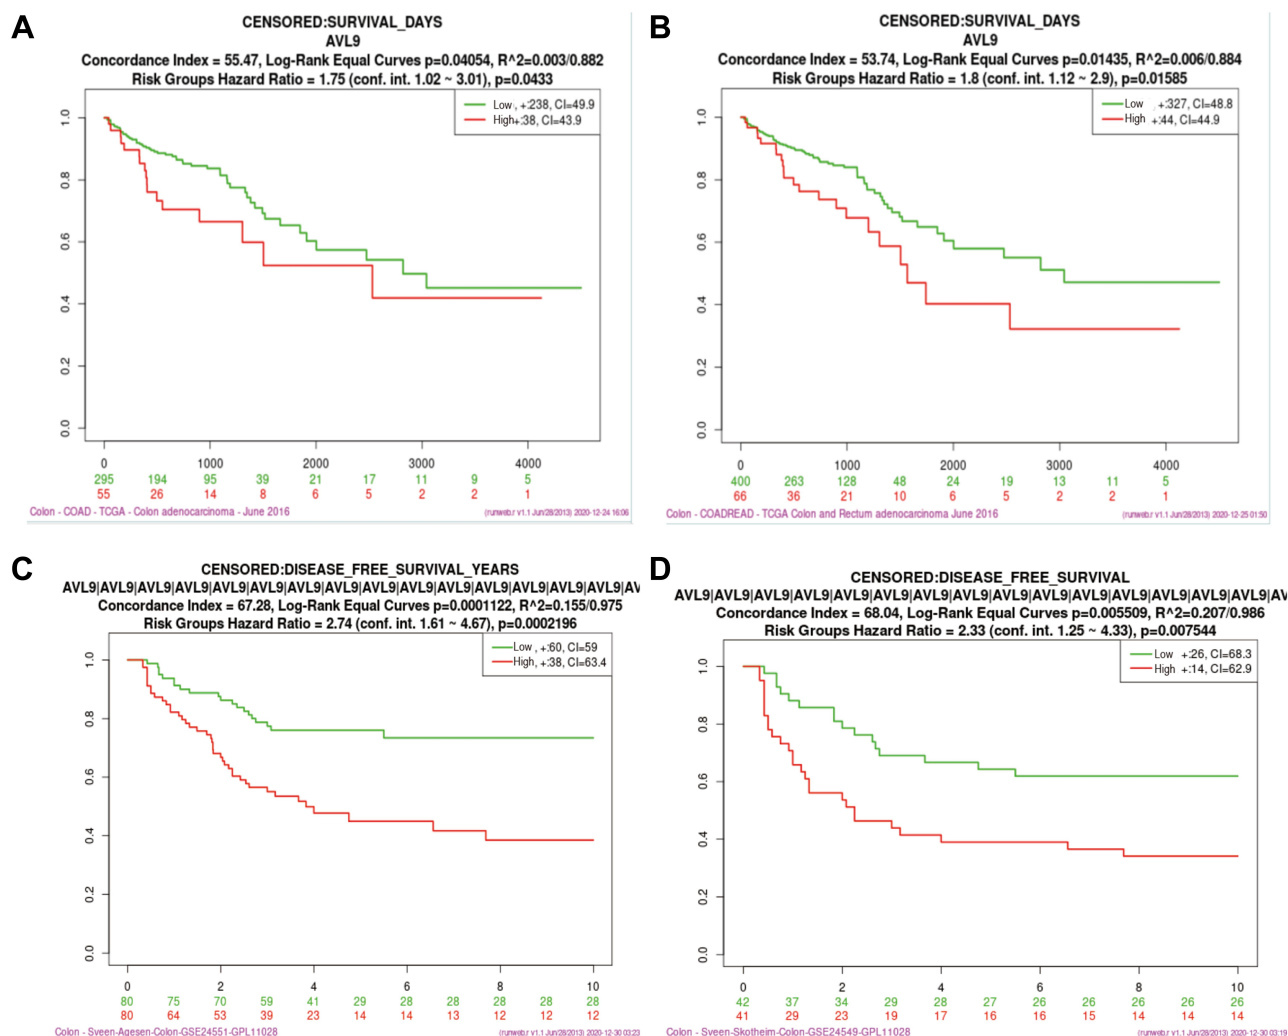 A
CENSORED:SURVIVAL_DAYS
AVL9
Concordance Index = 55.47, Log-Rank Equal Curves p=0.04054, R^2=0.003/0.882
Risk Groups Hazard Ratio = 1.75 (conf. int. 1.02 ~ 3.01), p=0.0433
Low , +:238, CI=49.9
High+:38, CI=43.9
1.0
0.8
0.6
0.4
0.2
0.0
0 1000 2000 3000 4000
295 194 95 39 21 17 11 9 5
55 26 14 8 6 5 2 2 1
Colon - COAD - TCGA - Colon adenocarcinoma - June 2016
(runweb.r v1.1 Jun/28/2013) 2020-12-24 16:06
B
CENSORED:SURVIVAL_DAYS
AVL9
Concordance Index = 53.74, Log-Rank Equal Curves p=0.01435, R^2=0.006/0.884
Risk Groups Hazard Ratio = 1.8 (conf. int. 1.12 ~ 2.9), p=0.01585
Low +:327, CI=48.8
High +:44, CI=44.9
1.0
0.8
0.6
0.4
0.2
0.0
0 1000 2000 3000 4000
400 263 128 48 24 19 13 11 5
66 36 21 10 6 5 2 2 1
Colon - COADREAD - TCGA Colon and Rectum adenocarcinoma June 2016
(runweb.r v1.1 Jun/28/2013) 2020-12-25 01:50
C
CENSORED:DISEASE_FREE_SURVIVAL_YEARS
AVL9|AVL9|AVL9|AVL9|AVL9|AVL9|AVL9|AVL9|AVL9|AVL9|AVL9|AVL9|AVL9|AVL9|AVL9|AV
Concordance Index = 67.28, Log-Rank Equal Curves p=0.0001122, R^2=0.155/0.975
Risk Groups Hazard Ratio = 2.74 (conf. int. 1.61 ~ 4.67), p=0.0002196
Low , +:60, CI=59
High, +:38, CI=63.4
1.0
0.8
0.6
0.4
0.2
0.0
0 2 4 6 8 10
80 75 70 59 41 29 28 28 28 28 28
80 64 53 39 23 14 14 13 12 12 12
Colon - Sveen-Agesen-Colon-GSE24551-GPL11028
(runweb.r v1.1 Jun/28/2013) 2020-12-30 03:23
D
CENSORED:DISEASE_FREE_SURVIVAL
AVL9|AVL9|AVL9|AVL9|AVL9|AVL9|AVL9|AVL9|AVL9|AVL9|AVL9|AVL9|AVL9|AVL9|AVL9|AV
Concordance Index = 68.04, Log-Rank Equal Curves p=0.005509, R^2=0.207/0.986
Risk Groups Hazard Ratio = 2.33 (conf. int. 1.25 ~ 4.33), p=0.007544
Low +:26, CI=68.3
High +:14, CI=62.9
1.0
0.8
0.6
0.4
0.2
0.0
0 2 4 6 8 10
42 37 34 29 28 27 26 26 26 26 26
41 29 23 19 17 16 16 15 14 14 14
Colon - Sveen-Skotheim-Colon-GSE24549-GPL11028
(runweb.r v1.1 Jun/28/2013) 2020-12-30 03:19